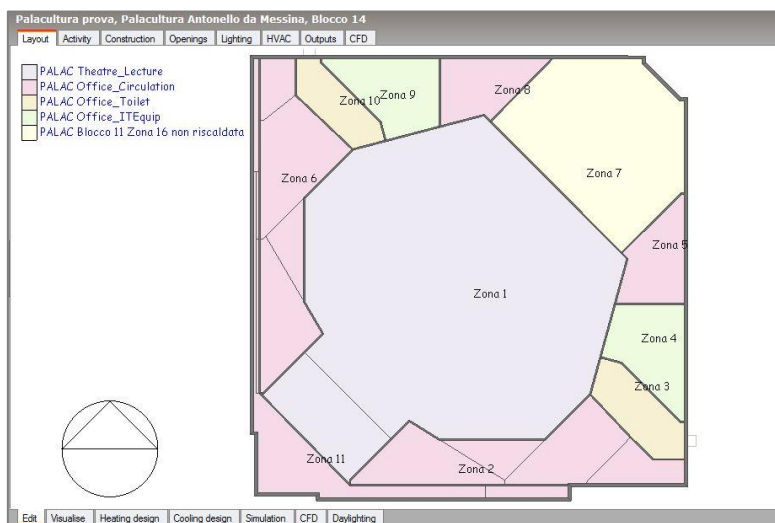 Palacultura prova, Palacultura Antonello da Messina, Blocco 14
Layout Activity Construction Openings Lighting HVAC Outputs CFD
PALAC Theatre_Lecture
PALAC Office_Circulation
PALAC Office_Toilet
PALAC Office_ITEquip
PALAC Blocco 11 Zona 16 non riscaldata
Zona 8
Zona 9
Zona 10
Zona 7
Zona 6
Zona 5
Zona 1
Zona 4
Zona 3
Zona 11
Zona 2
Edit Visualise Heating design Cooling design Simulation CFD Daylighting